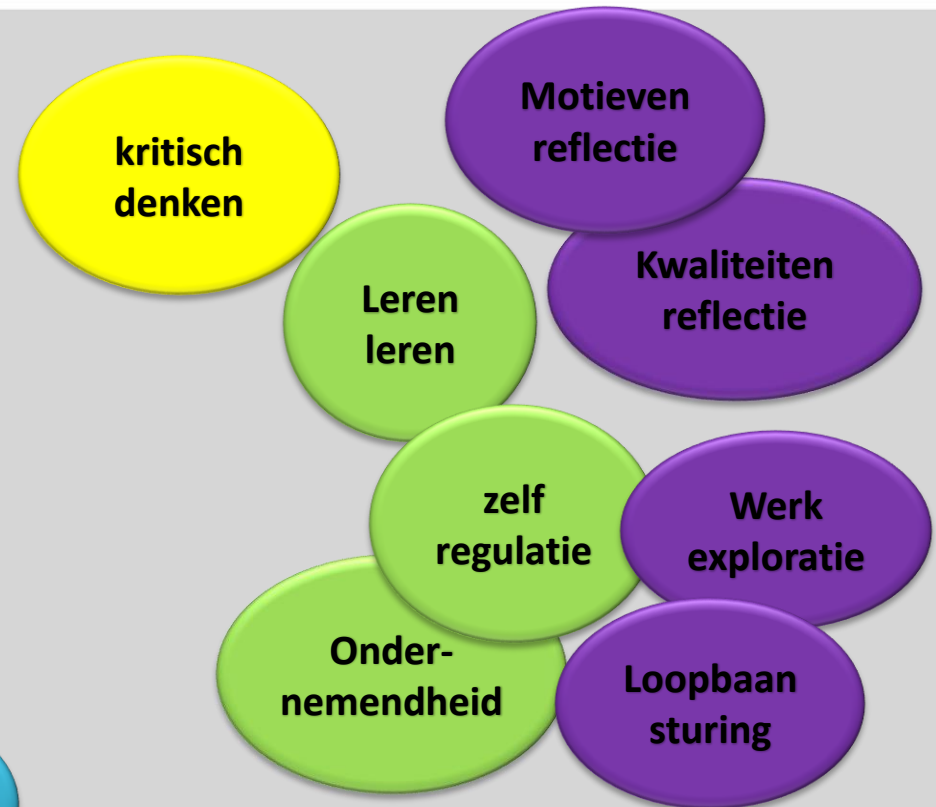 Motieven
reflectie
kritisch
denken
Kwaliteiten
reflectie
Leren
leren
zelf
regulatie
Werk
exploratie
Onder-
nemendheid
Loopbaan
sturing